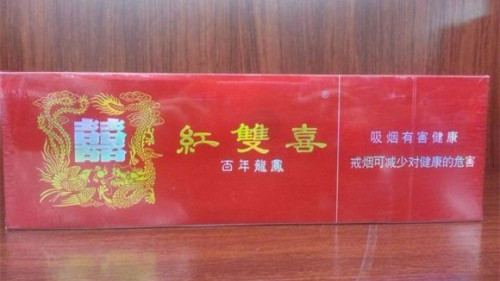 囍
紅雙喜
百年龍鳳
吸烟有害健康
戒烟可减少对健康的危害